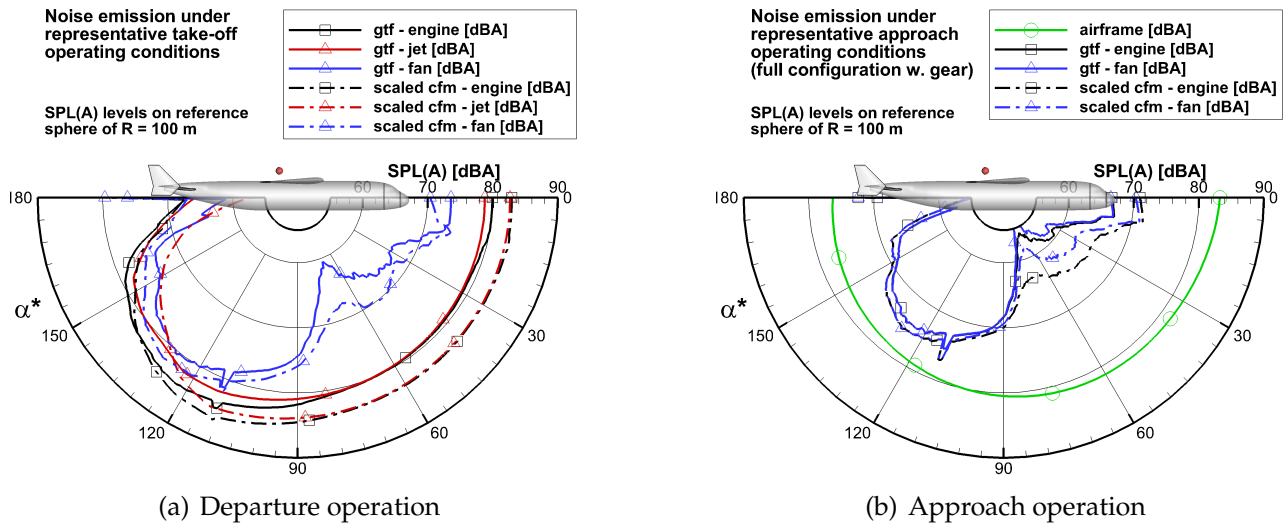 Noise emission under
representative take-off
operating conditions
SPL(A) levels on reference
sphere of R = 100 m
gtf - engine [dBA]
gtf - jet [dBA]
gtf - fan [dBA]
scaled cfm - engine [dBA]
scaled cfm - jet [dBA]
scaled cfm - fan [dBA]
SPL(A) [dBA]
180 60 70 80 90 0
α*
150 30
120 60
90
(a) Departure operation
Noise emission under
representative approach
operating conditions
(full configuration w. gear)
SPL(A) levels on reference
sphere of R = 100 m
airframe [dBA]
gtf - engine [dBA]
gtf - fan [dBA]
scaled cfm - engine [dBA]
scaled cfm - fan [dBA]
SPL(A) [dBA]
180 60 70 80 90 0
α*
150 30
120 60
90
(b) Approach operation